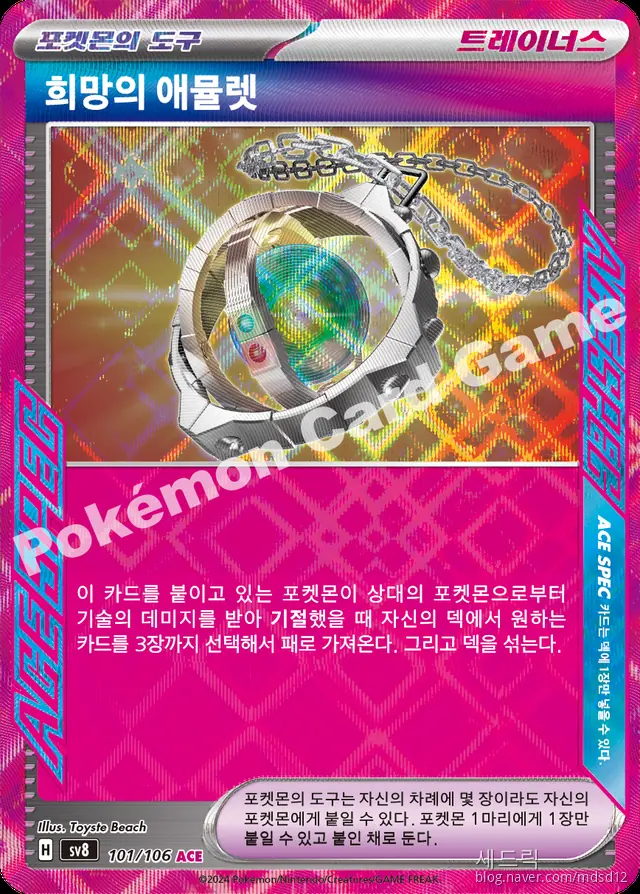 포켓몬의 도구
트레이너스
희망의 애뮬렛
ACE SPEC
Pokémon Card Game
ACE SPEC
이 카드를 붙이고 있는 포켓몬이 상대의 포켓몬으로부터
기술의 데미지를 받아 기절했을 때 자신의 덱에서 원하는
카드를 3장까지 선택해서 패로 가져온다. 그리고 덱을 섞는다.
ACE SPEC 카드는 덱에 1장만 넣을 수 있다.
포켓몬의 도구는 자신의 차례에 몇 장이라도 자신의
포켓몬에게 붙일 수 있다. 포켓몬 1마리에게 1장만
붙일 수 있고 붙인 채로 둔다.
Illus. Toyste Beach
H sv8 101/106 ACE
©2024 Pokémon/Nintendo/Creatures/GAME FREAK
세드릭
blog.naver.com/mdsd12